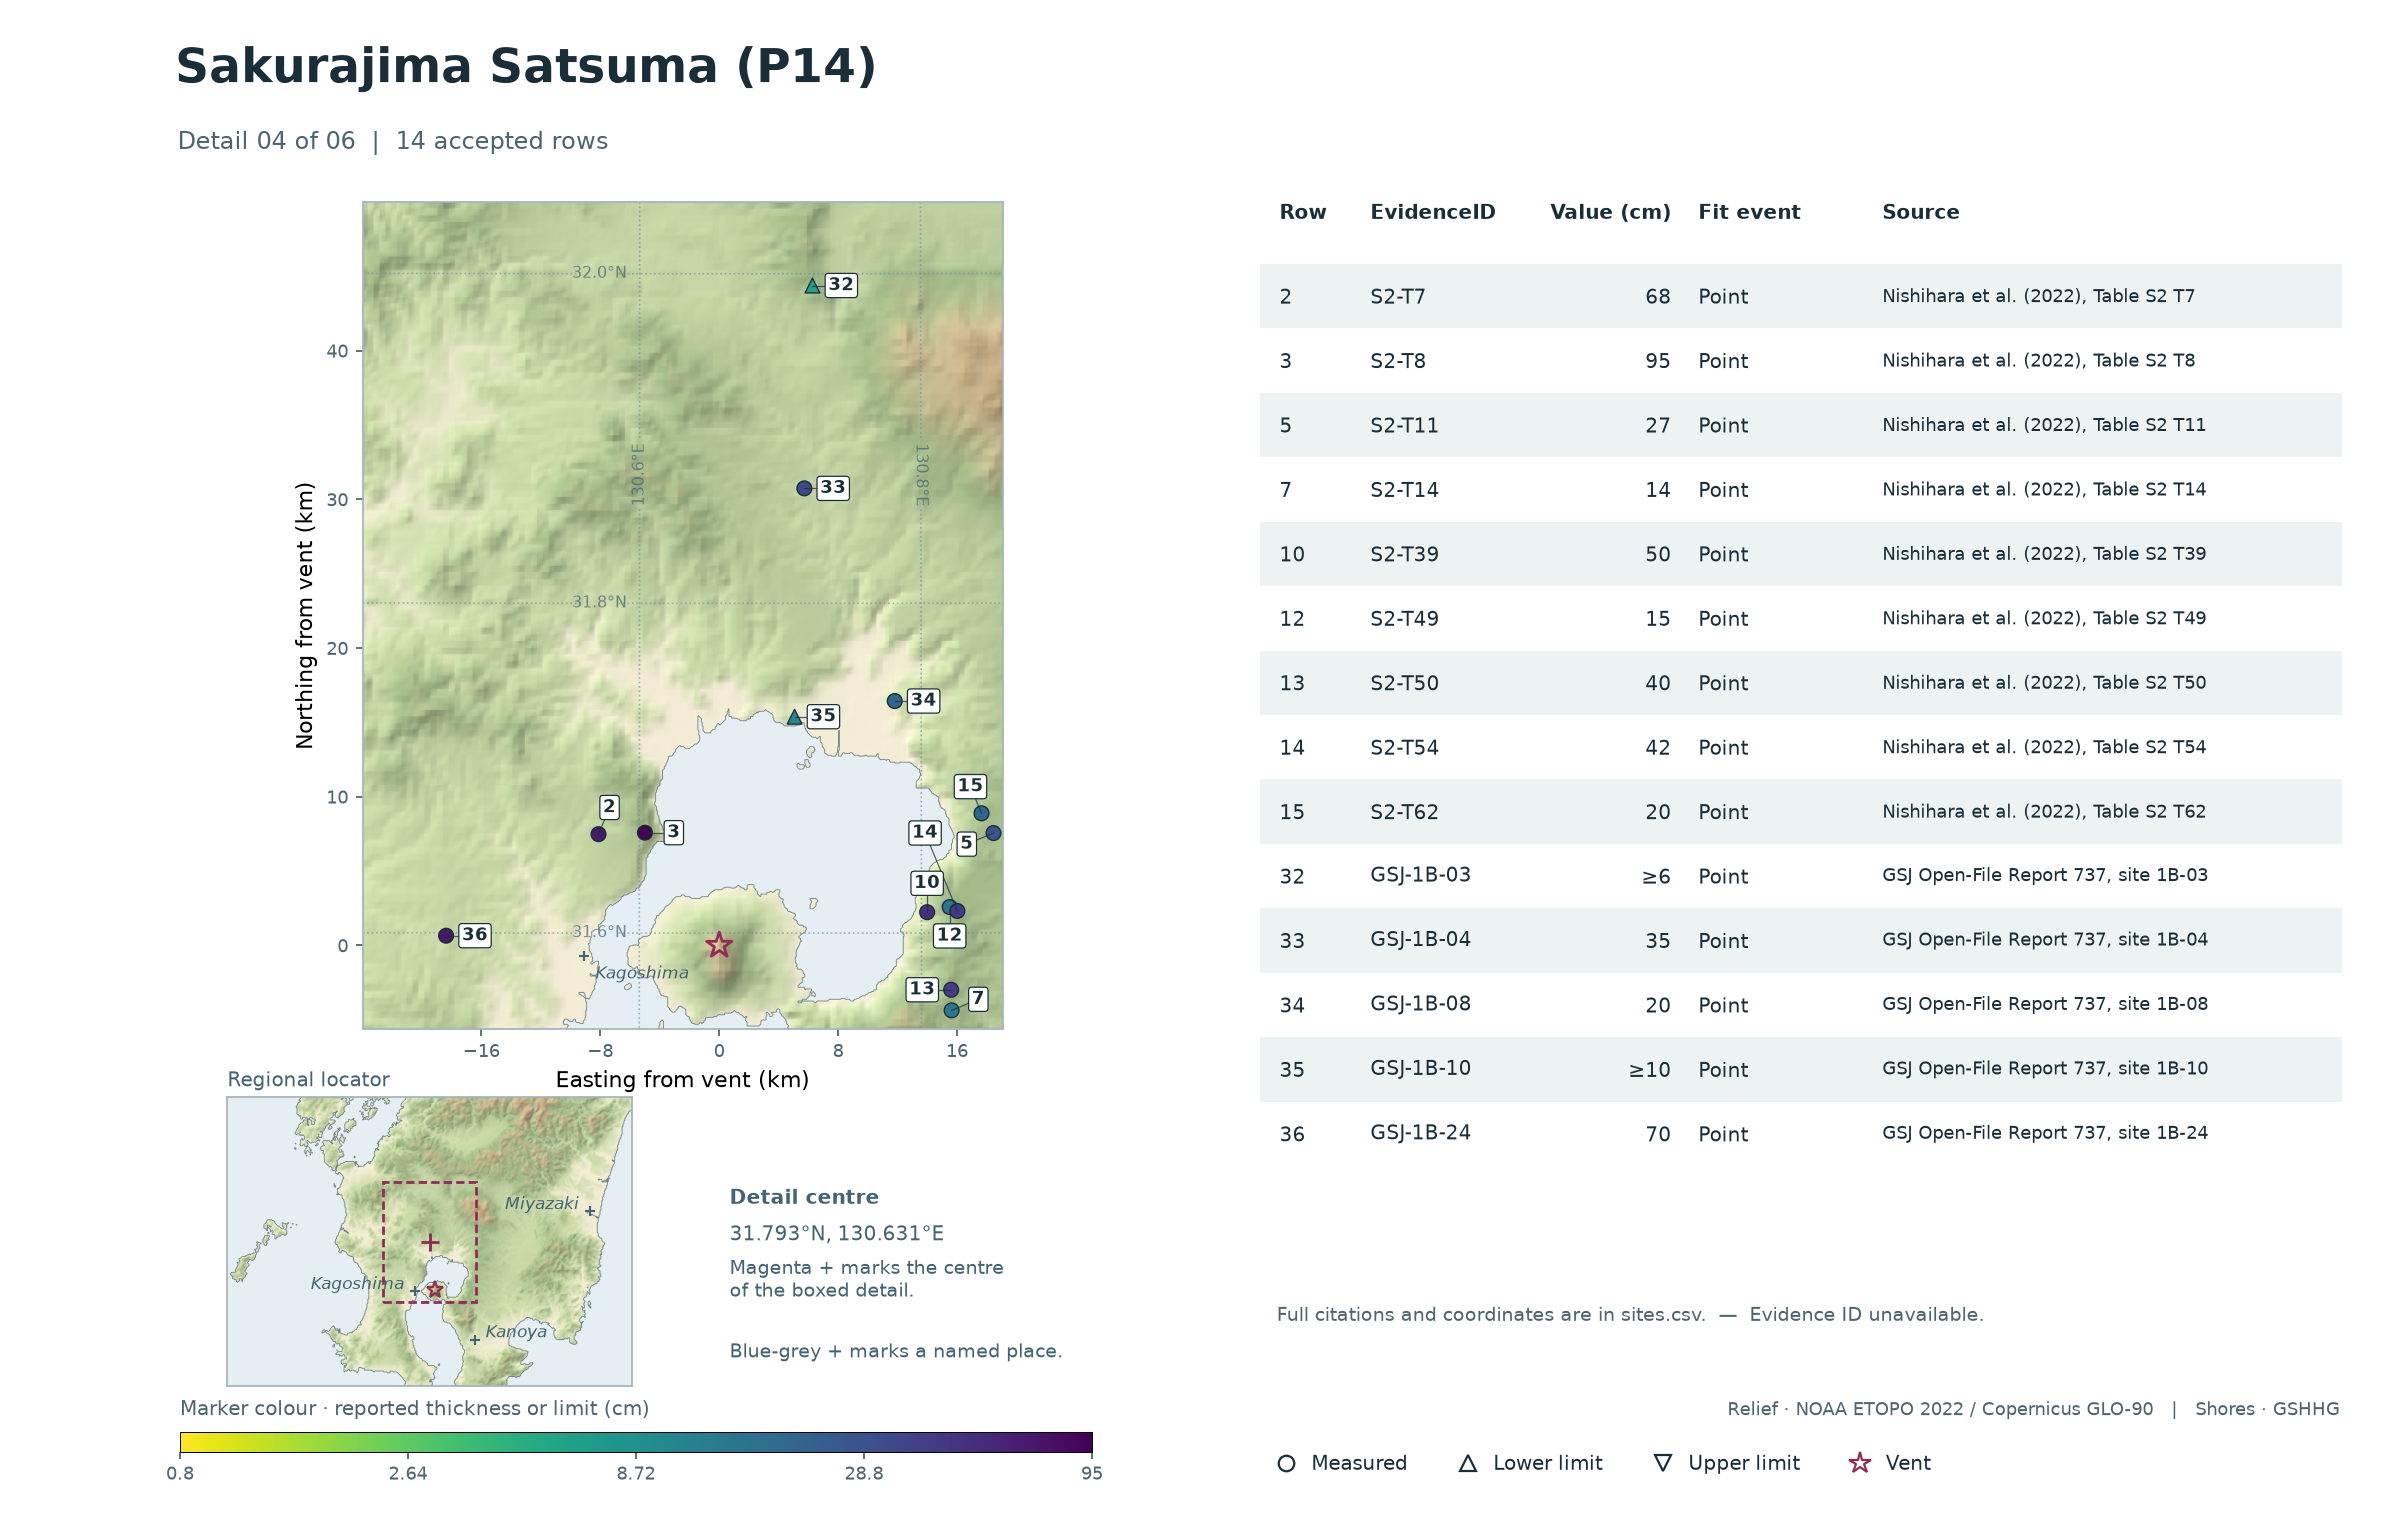 Sakurajima Satsuma (P14)
Detail 04 of 06 | 14 accepted rows
32.0°N
31.8°N
31.6°N
130.6°E
130.8°E
32
33
34
35
15
14
5
10
12
13
7
2
3
36
Kagoshima
Northing from vent (km)
40
30
20
10
0
−16
−8
0
8
16
Easting from vent (km)
Regional locator
Miyazaki
Kagoshima
Kanoya
Detail centre
31.793°N, 130.631°E
Magenta + marks the centre
of the boxed detail.
Blue-grey + marks a named place.
Marker colour · reported thickness or limit (cm)
0.8 2.64 8.72 28.8 95
Row EvidenceID Value (cm) Fit event Source
2 S2-T7 68 Point Nishihara et al. (2022), Table S2 T7
3 S2-T8 95 Point Nishihara et al. (2022), Table S2 T8
5 S2-T11 27 Point Nishihara et al. (2022), Table S2 T11
7 S2-T14 14 Point Nishihara et al. (2022), Table S2 T14
10 S2-T39 50 Point Nishihara et al. (2022), Table S2 T39
12 S2-T49 15 Point Nishihara et al. (2022), Table S2 T49
13 S2-T50 40 Point Nishihara et al. (2022), Table S2 T50
14 S2-T54 42 Point Nishihara et al. (2022), Table S2 T54
15 S2-T62 20 Point Nishihara et al. (2022), Table S2 T62
32 GSJ-1B-03 ≥6 Point GSJ Open-File Report 737, site 1B-03
33 GSJ-1B-04 35 Point GSJ Open-File Report 737, site 1B-04
34 GSJ-1B-08 20 Point GSJ Open-File Report 737, site 1B-08
35 GSJ-1B-10 ≥10 Point GSJ Open-File Report 737, site 1B-10
36 GSJ-1B-24 70 Point GSJ Open-File Report 737, site 1B-24
Full citations and coordinates are in sites.csv. — Evidence ID unavailable.
Relief · NOAA ETOPO 2022 / Copernicus GLO-90 | Shores · GSHHG
Measured Lower limit Upper limit Vent